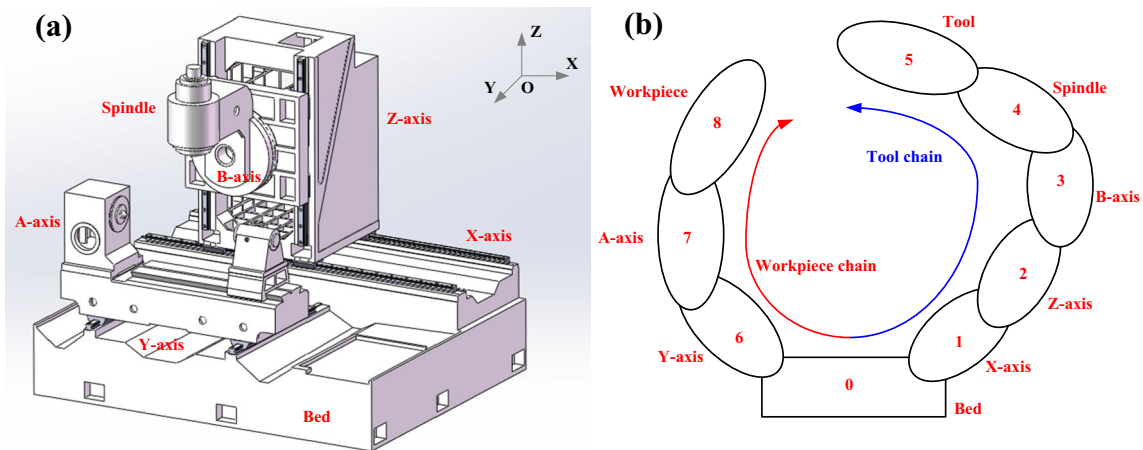 (a)
Z
X
Y
O
Spindle
Z-axis
B-axis
A-axis
X-axis
Y-axis
Bed
(b)
Tool
5
Workpiece
Spindle
4
8
Tool chain
3
B-axis
A-axis
7
Workpiece chain
2
Z-axis
6
1
Y-axis
X-axis
0
Bed